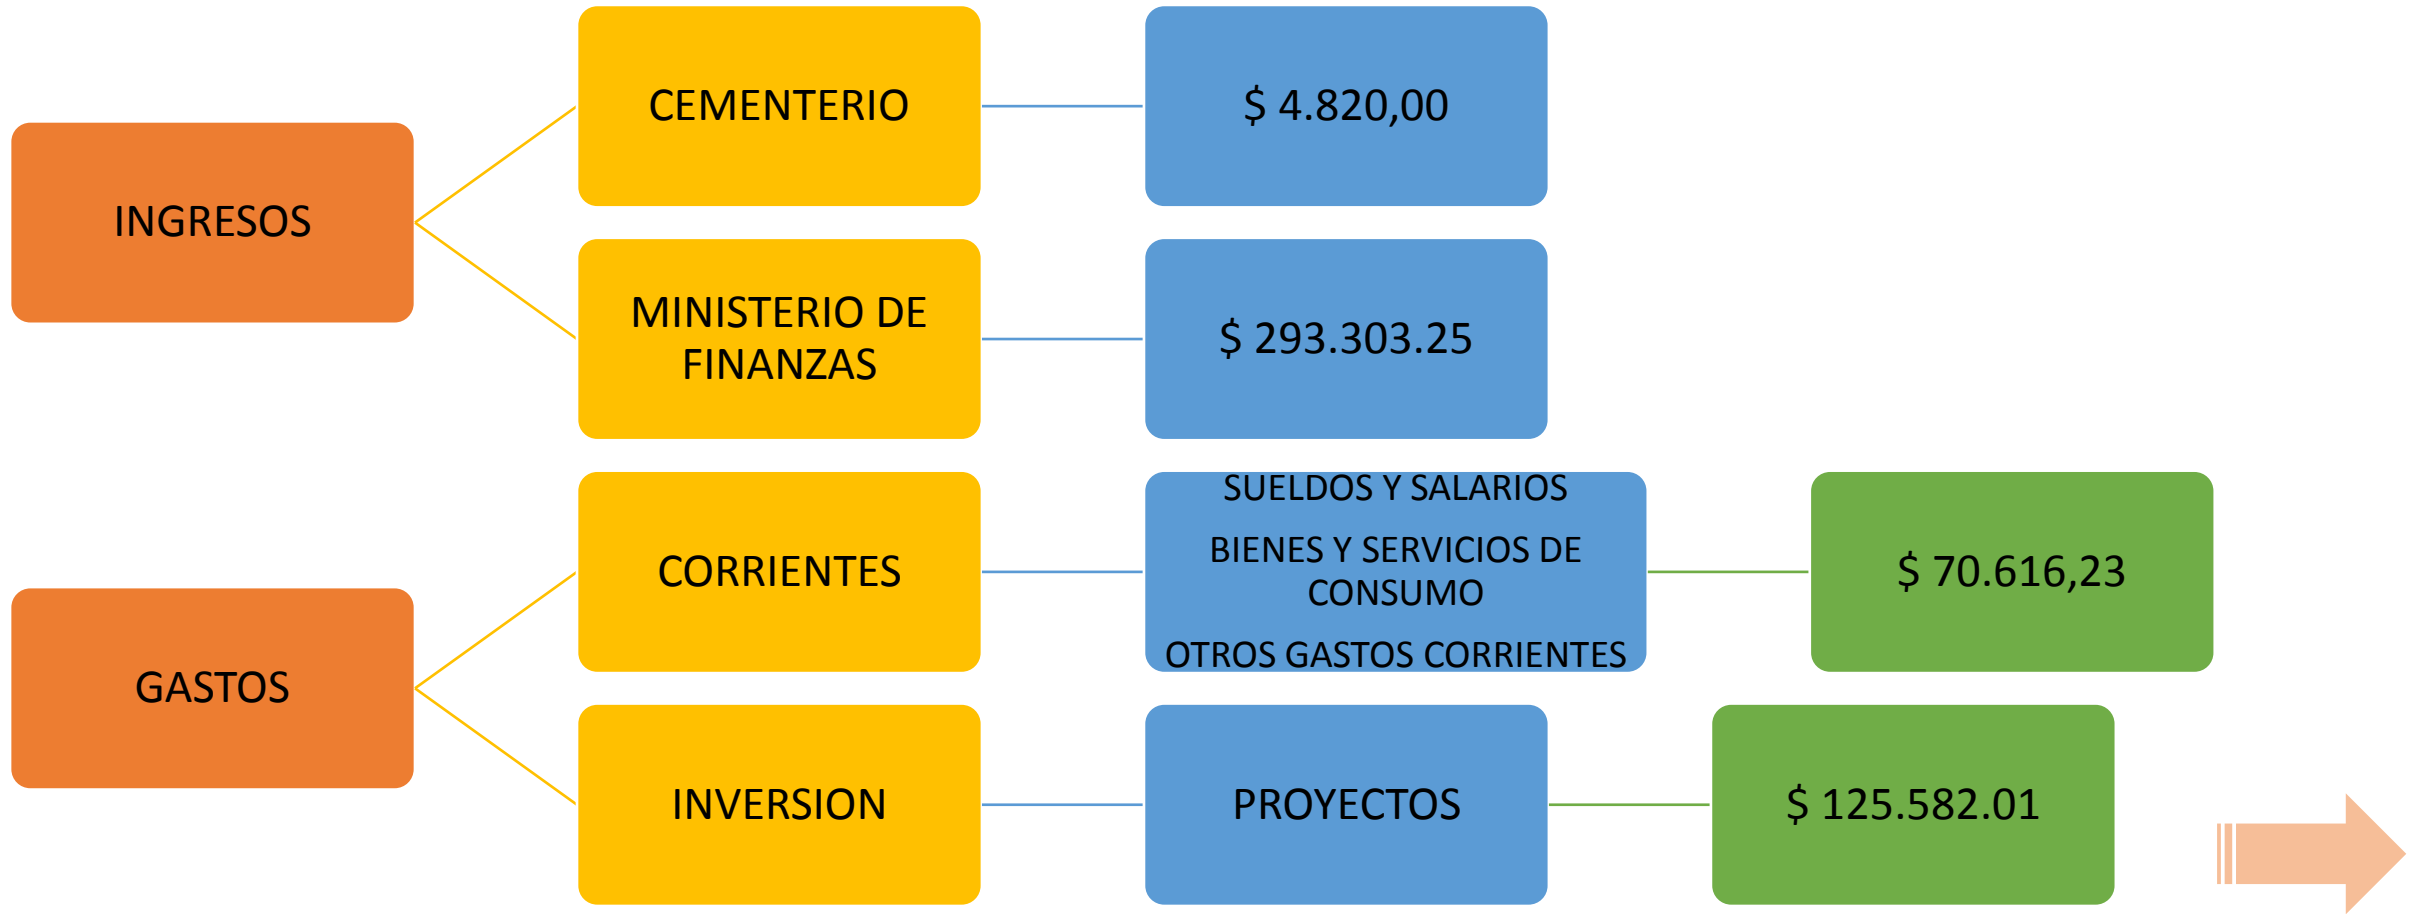 INGRESOS
CEMENTERIO
$ 4.820,00
MINISTERIO DE
FINANZAS
$ 293.303.25
GASTOS
CORRIENTES
SUELDOS Y SALARIOS
BIENES Y SERVICIOS DE
CONSUMO
OTROS GASTOS CORRIENTES
$ 70.616,23
INVERSION
PROYECTOS
$ 125.582.01